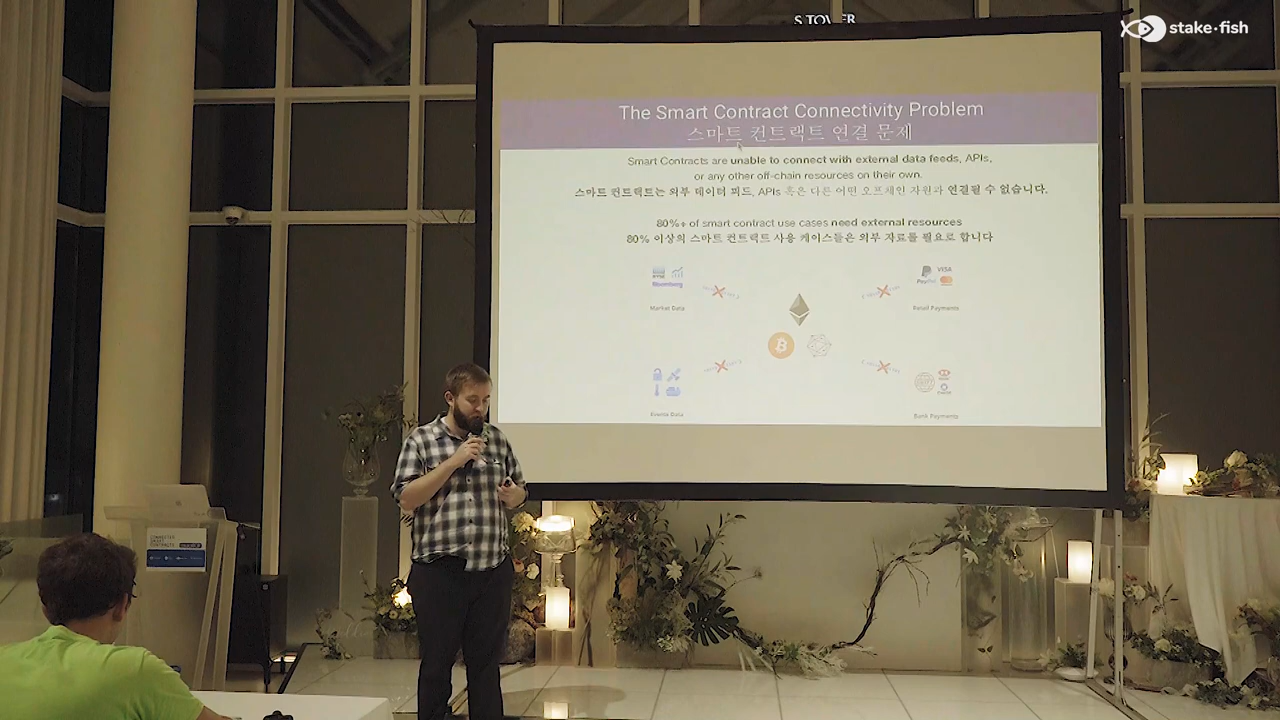 S TOWER
stake·fish
The Smart Contract Connectivity Problem
스마트 컨트랙트 연결 문제
Smart Contracts are unable to connect with external data feeds, APIs,
or any other off-chain resources on their own.
스마트 컨트랙트는 외부 데이터 피드, APIs 혹은 다른 어떤 오프체인 자원과 연결될 수 없습니다.
80%+ of smart contract use cases need external resources
80% 이상의 스마트 컨트랙트 사용 케이스들은 외부 자료를 필요로 합니다
Bloomberg
Market Data
PayPal
VISA
Retail Payments
Events Data
Bank Payments
CONNECTED
SMART
CONTRACTS